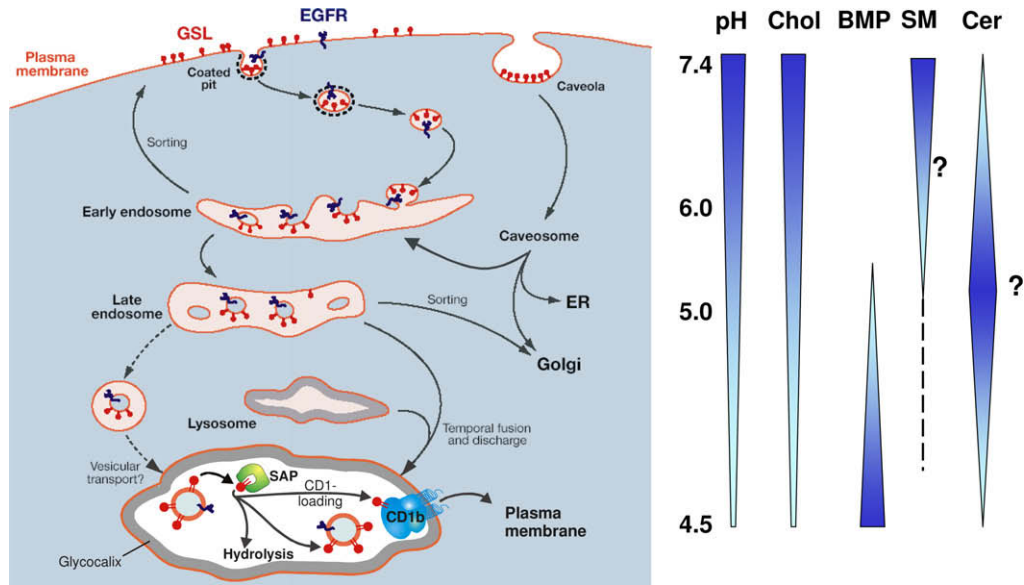 EGFR
GSL
Plasma
membrane
Coated
pit
Caveola
Sorting
Early endosome
Caveosome
Late
endosome
Sorting
ER
Golgi
Lysosome
Temporal fusion
and discharge
Vesicular
transport?
SAP
CD1-
loading
CD1b
Plasma
membrane
Hydrolysis
Glycocalix
pH Chol BMP SM Cer
7.4
?
6.0
?
5.0
4.5